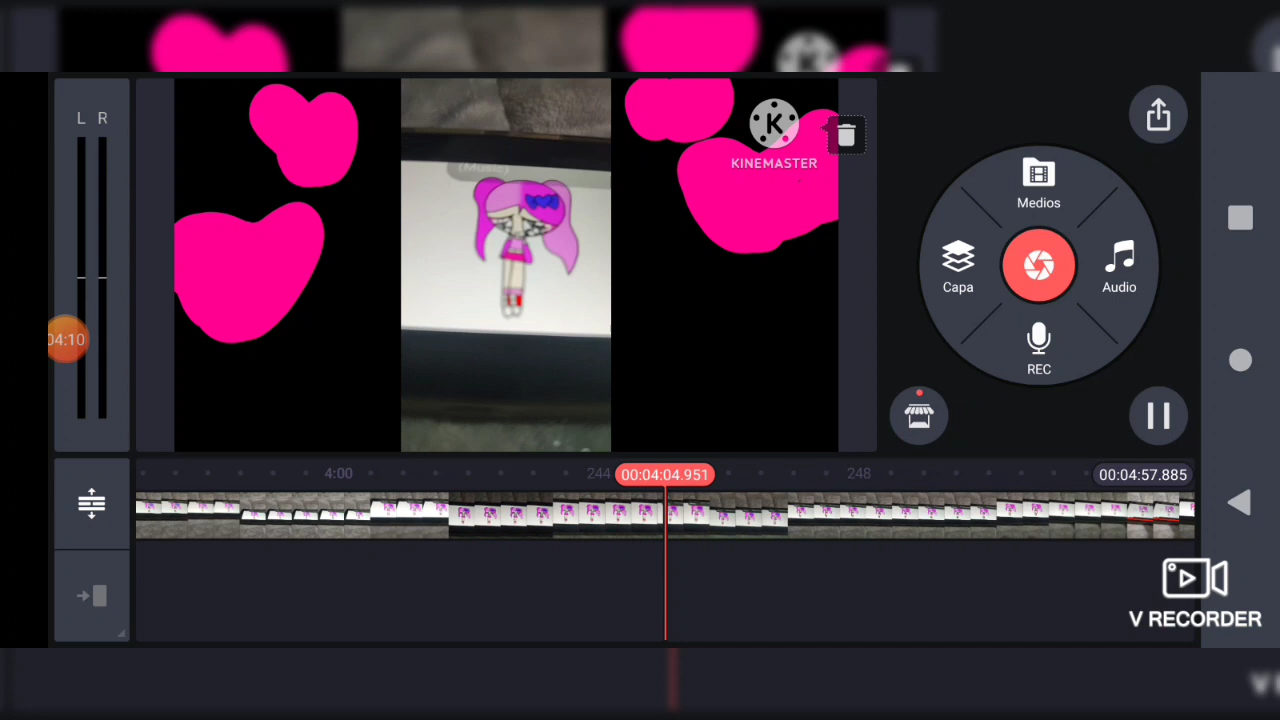 L R
(Music)
KINEMASTER
Medios
Capa
Audio
REC
04:10
4:00
244
00:04:04.951
248
00:04:57.885
V RECORDER